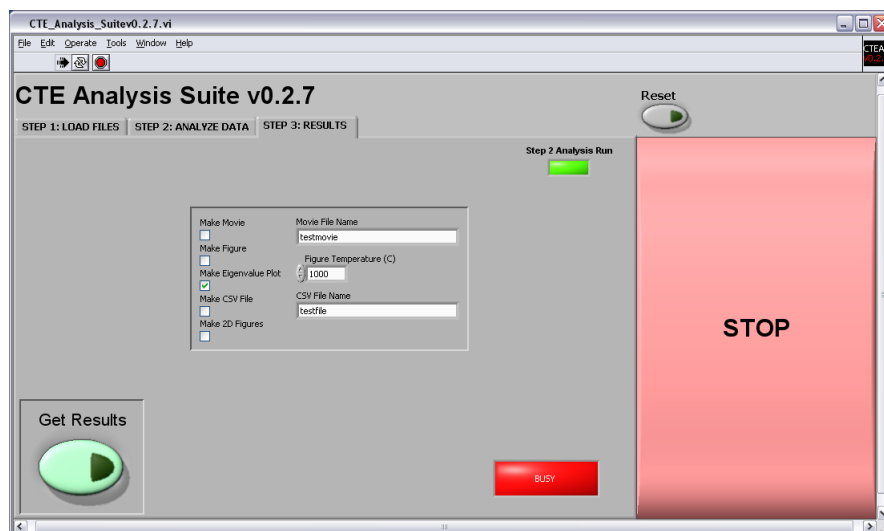 CTE_Analysis_Suitev0.2.7.vi
File Edit Operate Tools Window Help
CTEA
v0.2.
CTE Analysis Suite v0.2.7
Reset
STEP 1: LOAD FILES STEP 2: ANALYZE DATA STEP 3: RESULTS
Step 2 Analysis Run
Make Movie Movie File Name
testmovie
Make Figure
Figure Temperature (C)
Make Eigenvalue Plot 1000
Make CSV File CSV File Name
testfile
Make 2D Figures
STOP
Get Results
BUSY